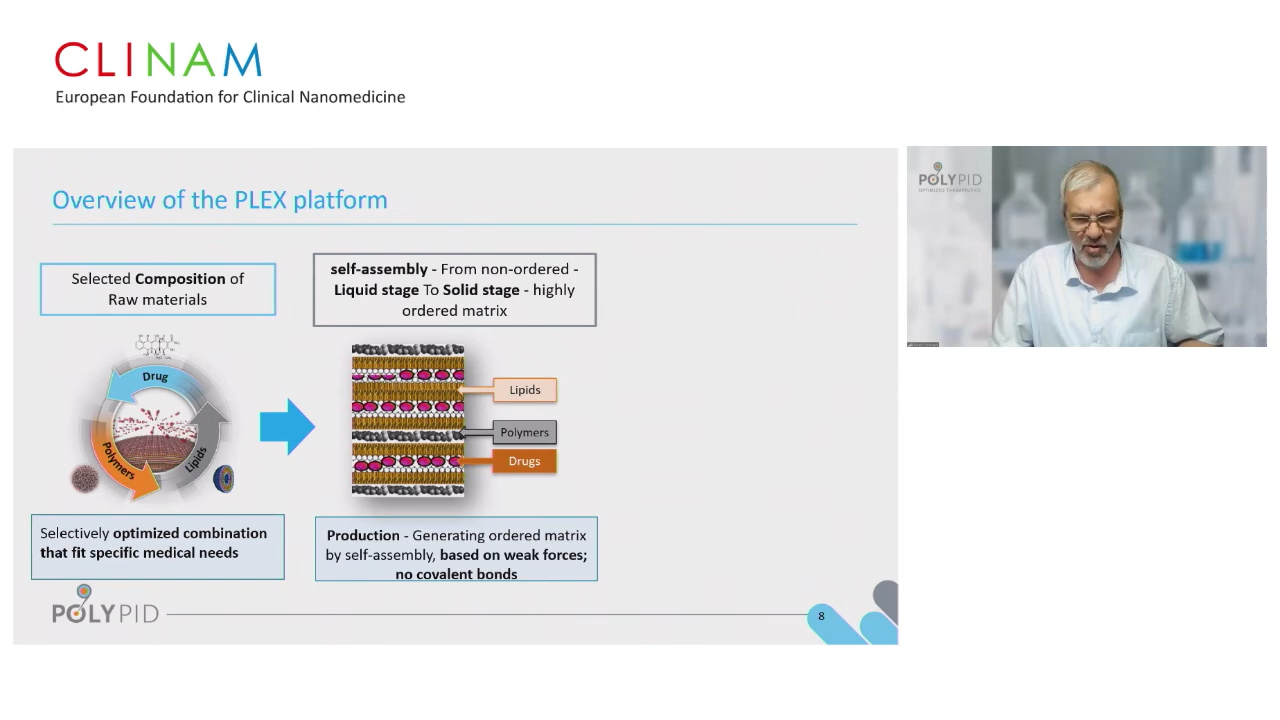 CLINAM
European Foundation for Clinical Nanomedicine
Overview of the PLEX platform
Selected Composition of
Raw materials
self-assembly - From non-ordered -
Liquid stage To Solid stage - highly
ordered matrix
Drug
Polymers
Lipids
Lipids
Polymers
Drugs
Selectively optimized combination
that fit specific medical needs
Production - Generating ordered matrix
by self-assembly, based on weak forces;
no covalent bonds
POLYPID
8
POLYPID
OPTIMIZED THERAPEUTICS